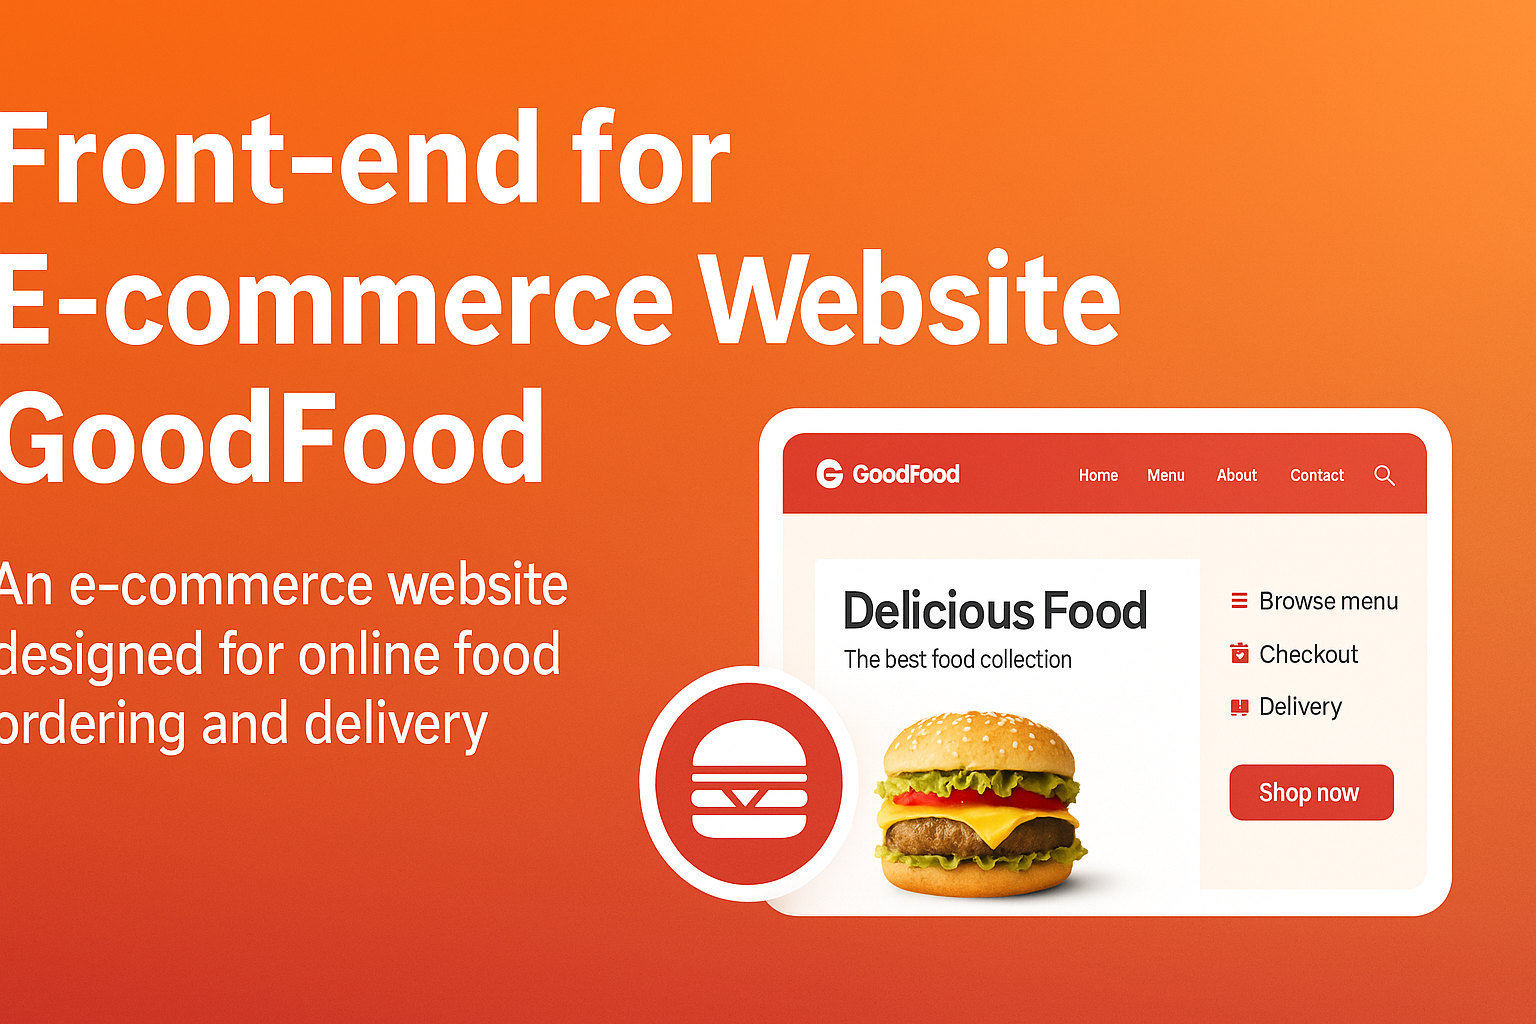 Front-end for
E-commerce Website
GoodFood
An e-commerce website
designed for online food
ordering and delivery
G GoodFood
Home Menu About Contact
Delicious Food
The best food collection
Browse menu
Checkout
Delivery
Shop now